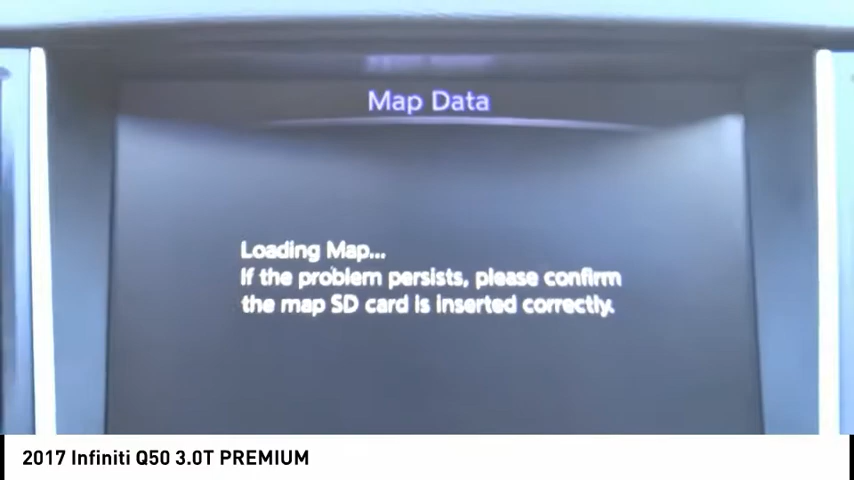 Map Data
Loading Map...
If the problem persists, please confirm
the map SD card is inserted correctly.
2017 Infiniti Q50 3.0T PREMIUM